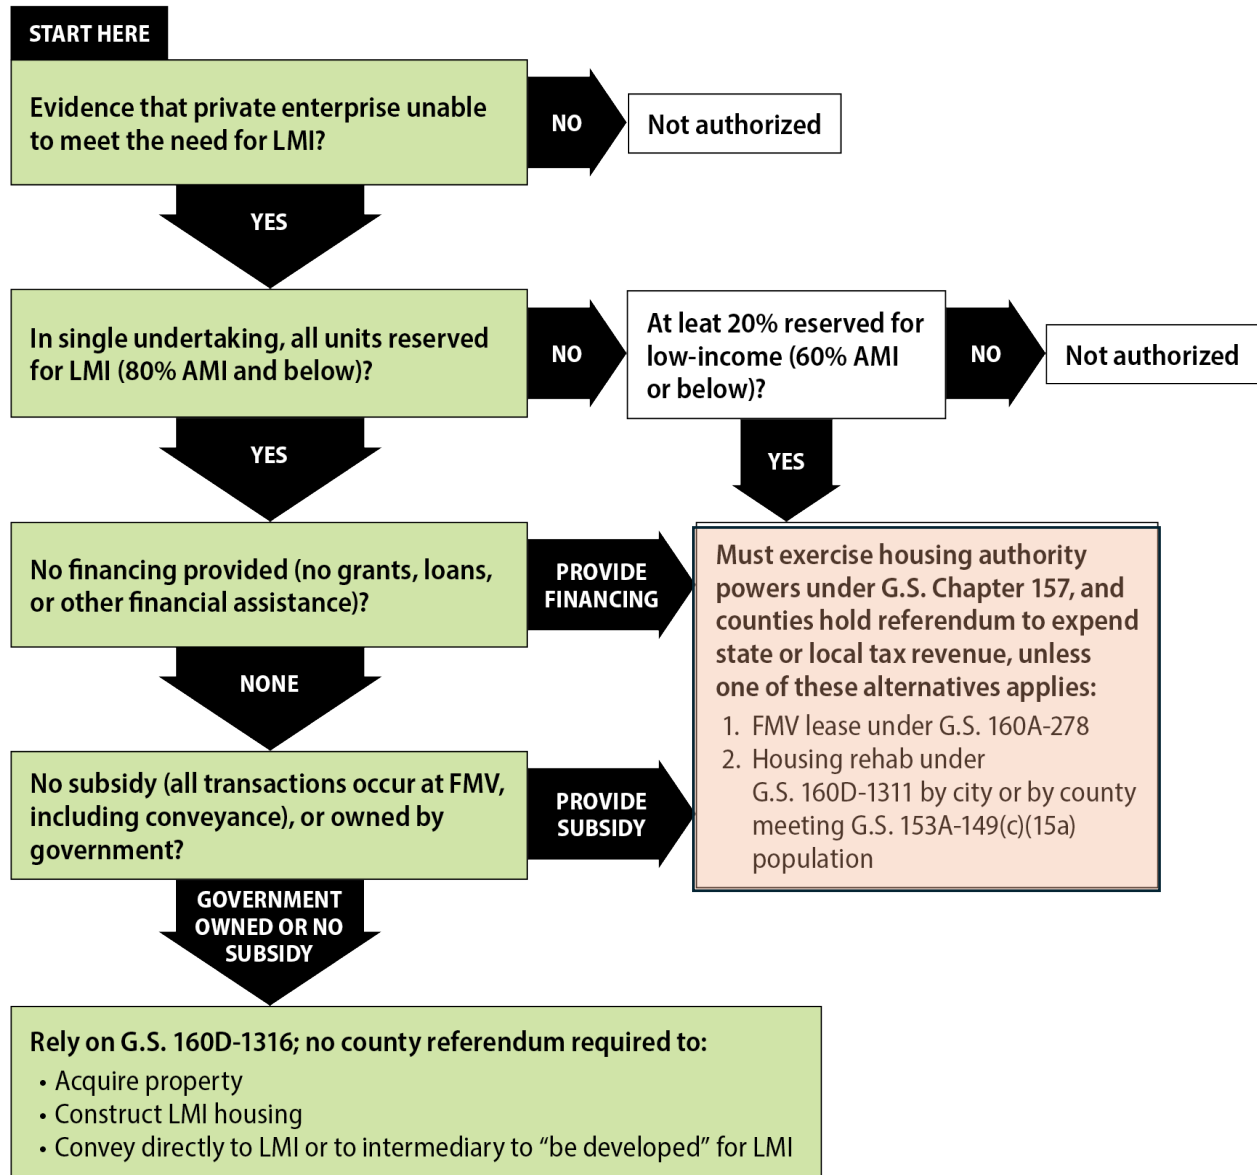 START HERE
Evidence that private enterprise unable
to meet the need for LMI?
NO
Not authorized
YES
In single undertaking, all units reserved
for LMI (80% AMI and below)?
NO
At leat 20% reserved for
low-income (60% AMI
or below)?
NO
Not authorized
YES
YES
No financing provided (no grants, loans,
or other financial assistance)?
PROVIDE
FINANCING
Must exercise housing authority
powers under G.S. Chapter 157, and
counties hold referendum to expend
state or local tax revenue, unless
one of these alternatives applies:
1. FMV lease under G.S. 160A-278
2. Housing rehab under
G.S. 160D-1311 by city or by county
meeting G.S. 153A-149(c)(15a)
population
NONE
No subsidy (all transactions occur at FMV,
including conveyance), or owned by
government?
PROVIDE
SUBSIDY
GOVERNMENT
OWNED OR NO
SUBSIDY
Rely on G.S. 160D-1316; no county referendum required to:
• Acquire property
• Construct LMI housing
• Convey directly to LMI or to intermediary to “be developed” for LMI